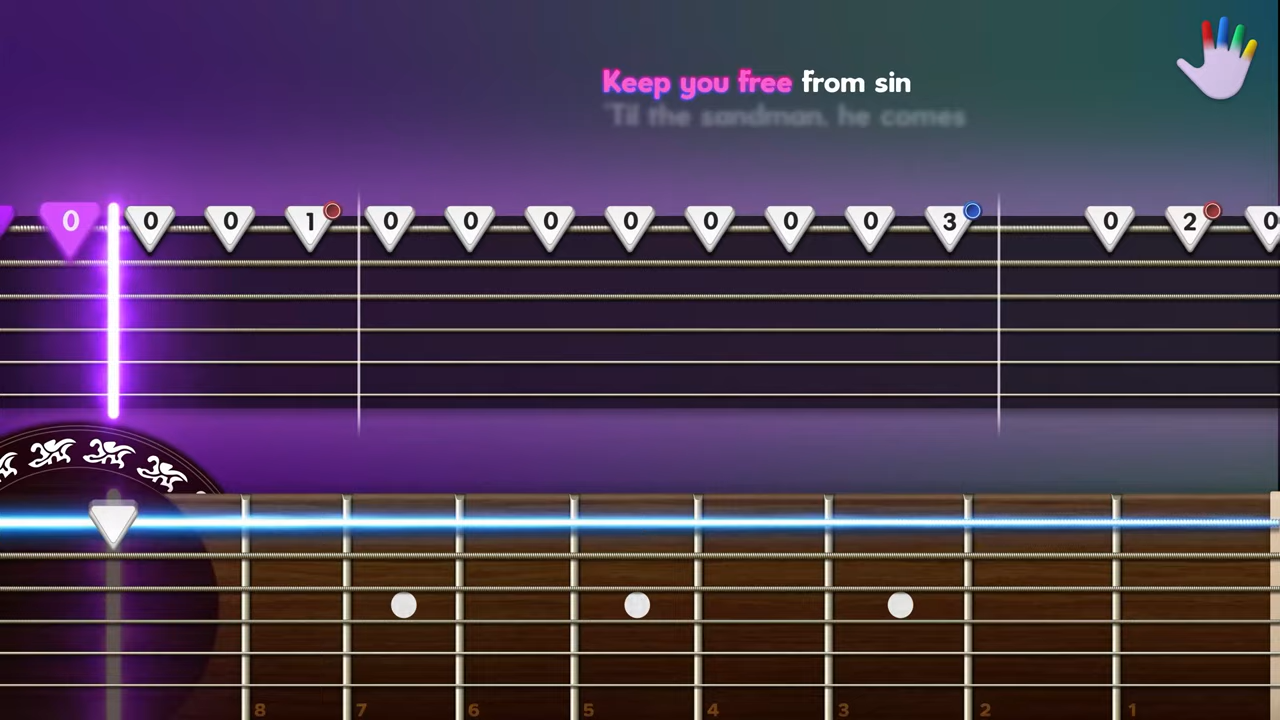 Keep you free from sin
'Til the sandman, he comes
0 0 0 1 0 0 0 0 0 0 0 3 0 2 0
8 7 6 5 4 3 2 1